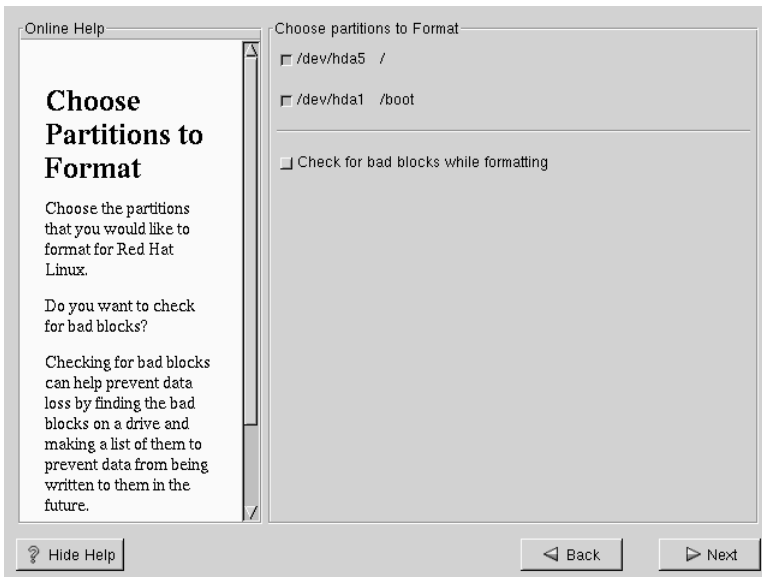 Online Help
Choose
Partitions to
Format
Choose the partitions
that you would like to
format for Red Hat
Linux.
Do you want to check
for bad blocks?
Checking for bad blocks
can help prevent data
loss by finding the bad
blocks on a drive and
making a list of them to
prevent data from being
written to them in the
future.
Choose partitions to Format
/dev/hda5 /
/dev/hda1 /boot
Check for bad blocks while formatting
Hide Help
Back
Next